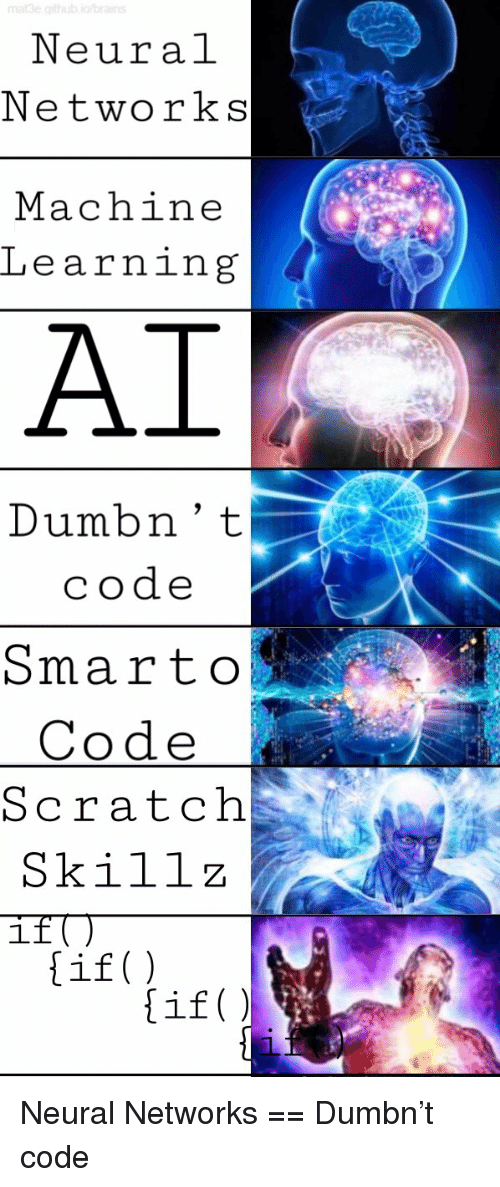 mat3e.github.io/brains
Neural
Networks
Machine
Learning
AI
Dumbn't
code
Smarto
Code
Scratch
Skillz
if()
{if()
{if()
{if()
Neural Networks == Dumbn't
code